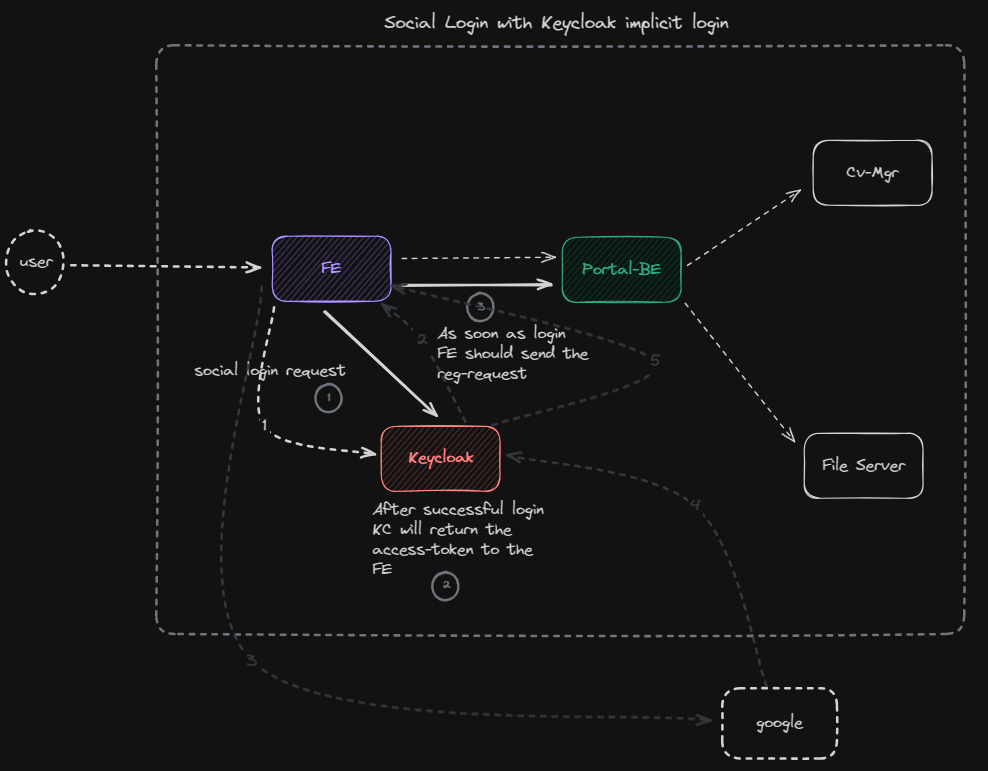 Social Login with Keycloak implicit login
Cv-Mgr
user
FE
Portal-BE
3
As soon as login
FE should send the
reg-request
2
5
social login request
1
1
Keycloak
File Server
After successful login
KC will return the
access-token to the
FE
2
4
3
google